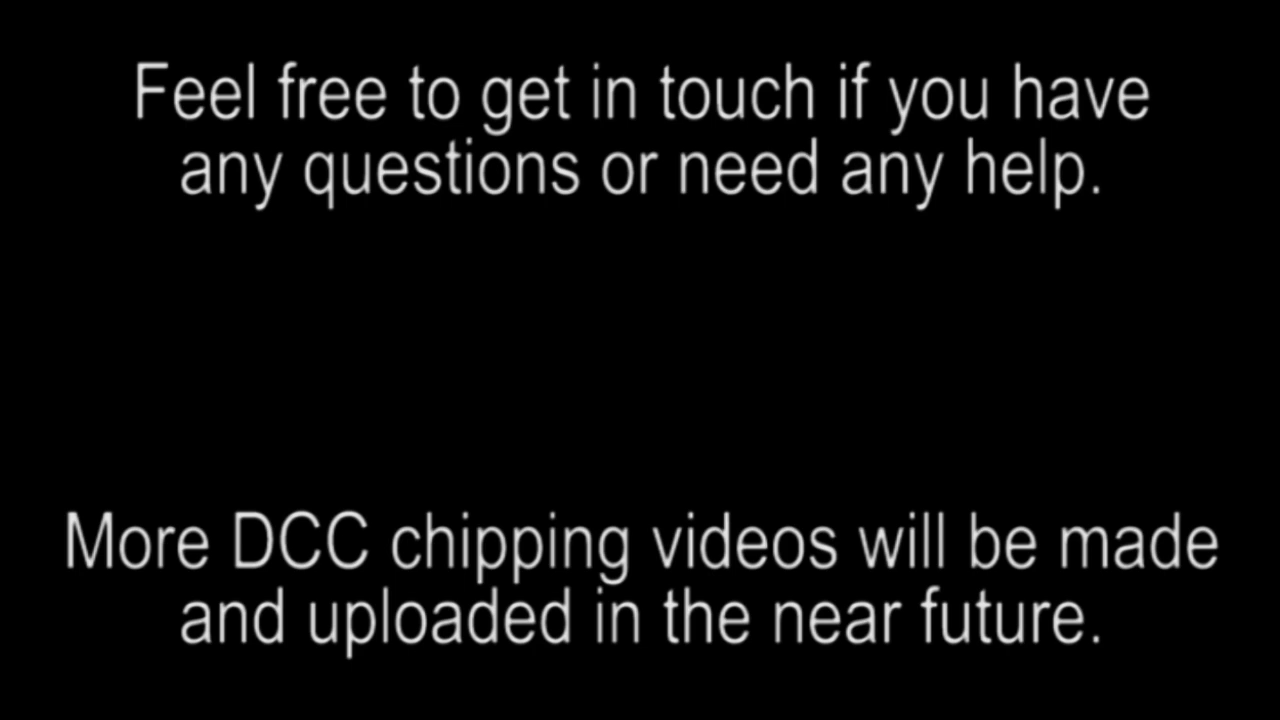 Feel free to get in touch if you have
any questions or need any help.
More DCC chipping videos will be made
and uploaded in the near future.